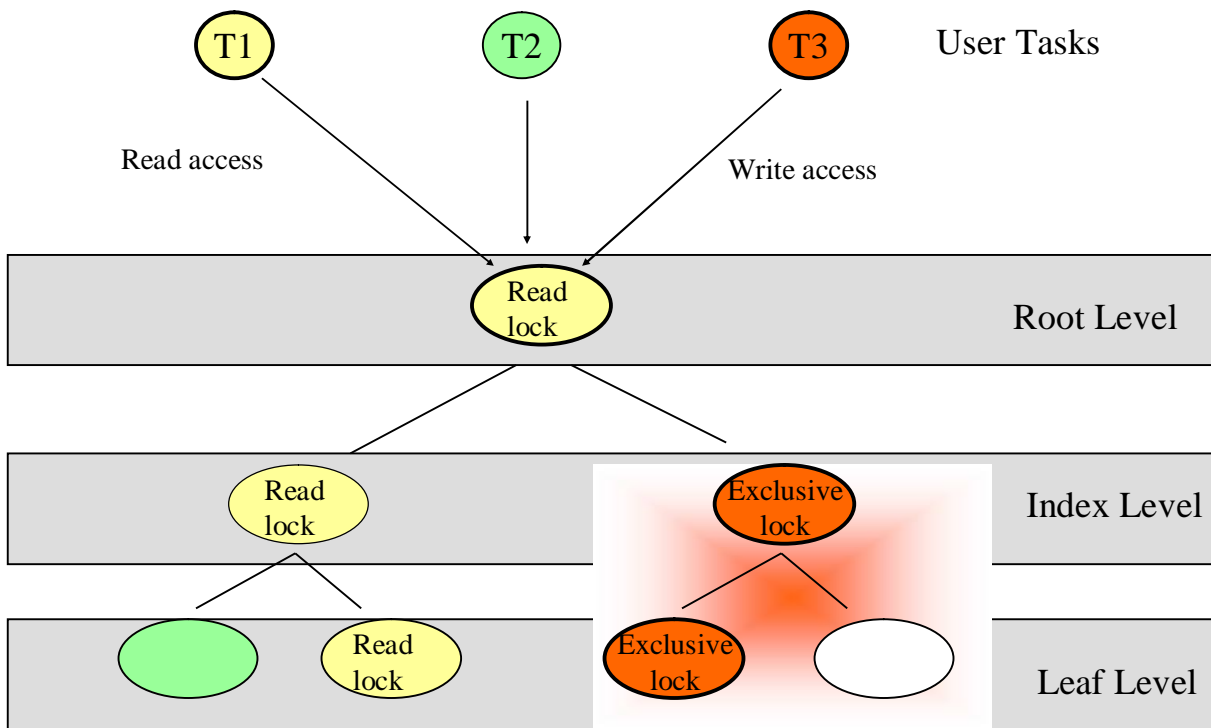 T1
T2
T3
User Tasks
Read access
Write access
Read
lock
Root Level
Read
lock
Exclusive
lock
Index Level
Read
lock
Exclusive
lock
Leaf Level